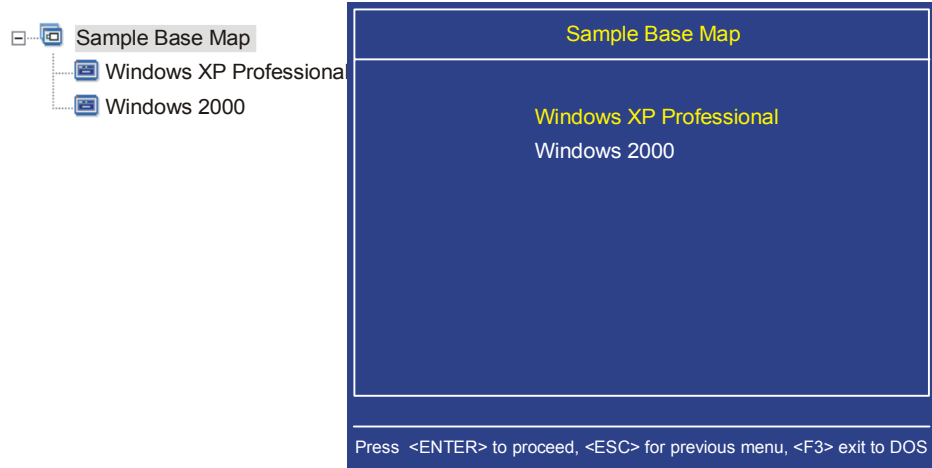 Sample Base Map
Windows XP Professional
Windows 2000
Sample Base Map
Windows XP Professional
Windows 2000
Press <ENTER> to proceed, <ESC> for previous menu, <F3> exit to DOS